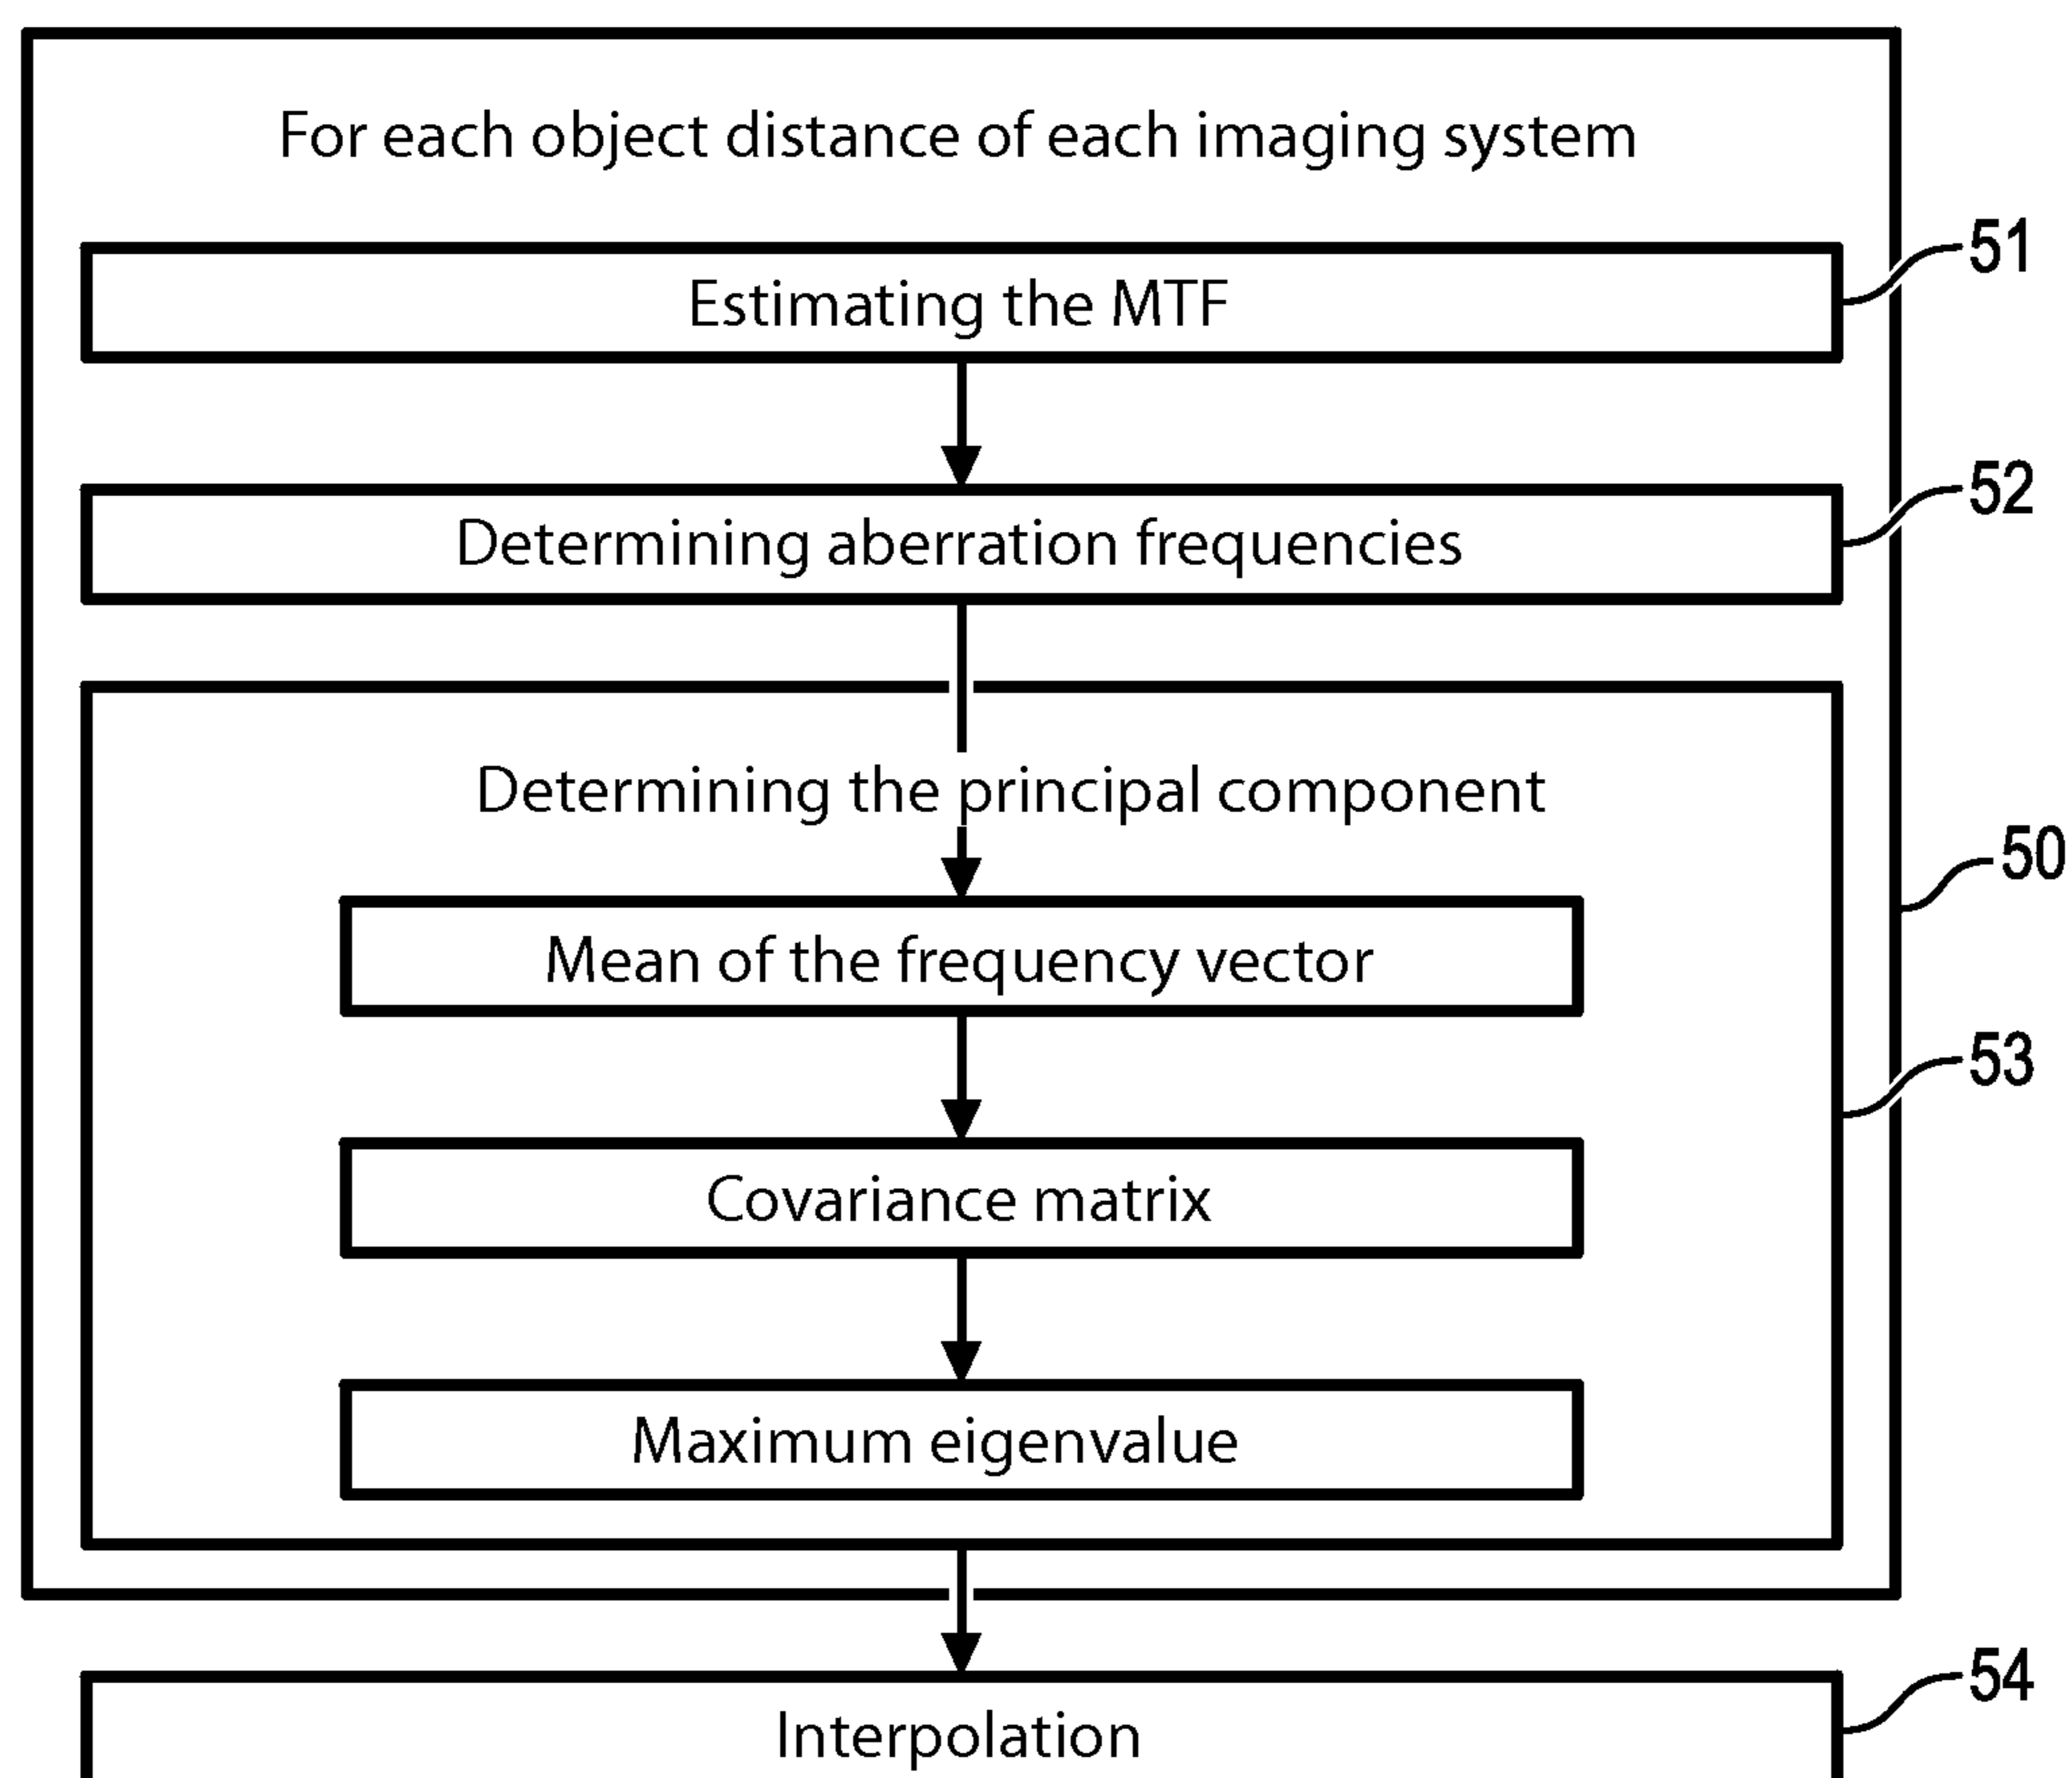 For each object distance of each imaging system
51
Estimating the MTF
52
Determining aberration frequencies
Determining the principal component
50
Mean of the frequency vector
53
Covariance matrix
Maximum eigenvalue
54
Interpolation